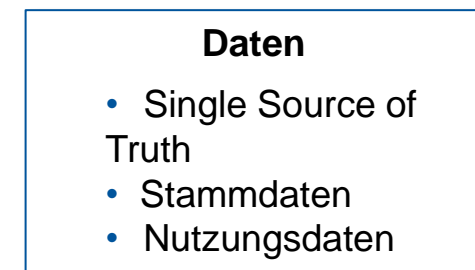 Daten
• Single Source of
Truth
• Stammdaten
• Nutzungsdaten